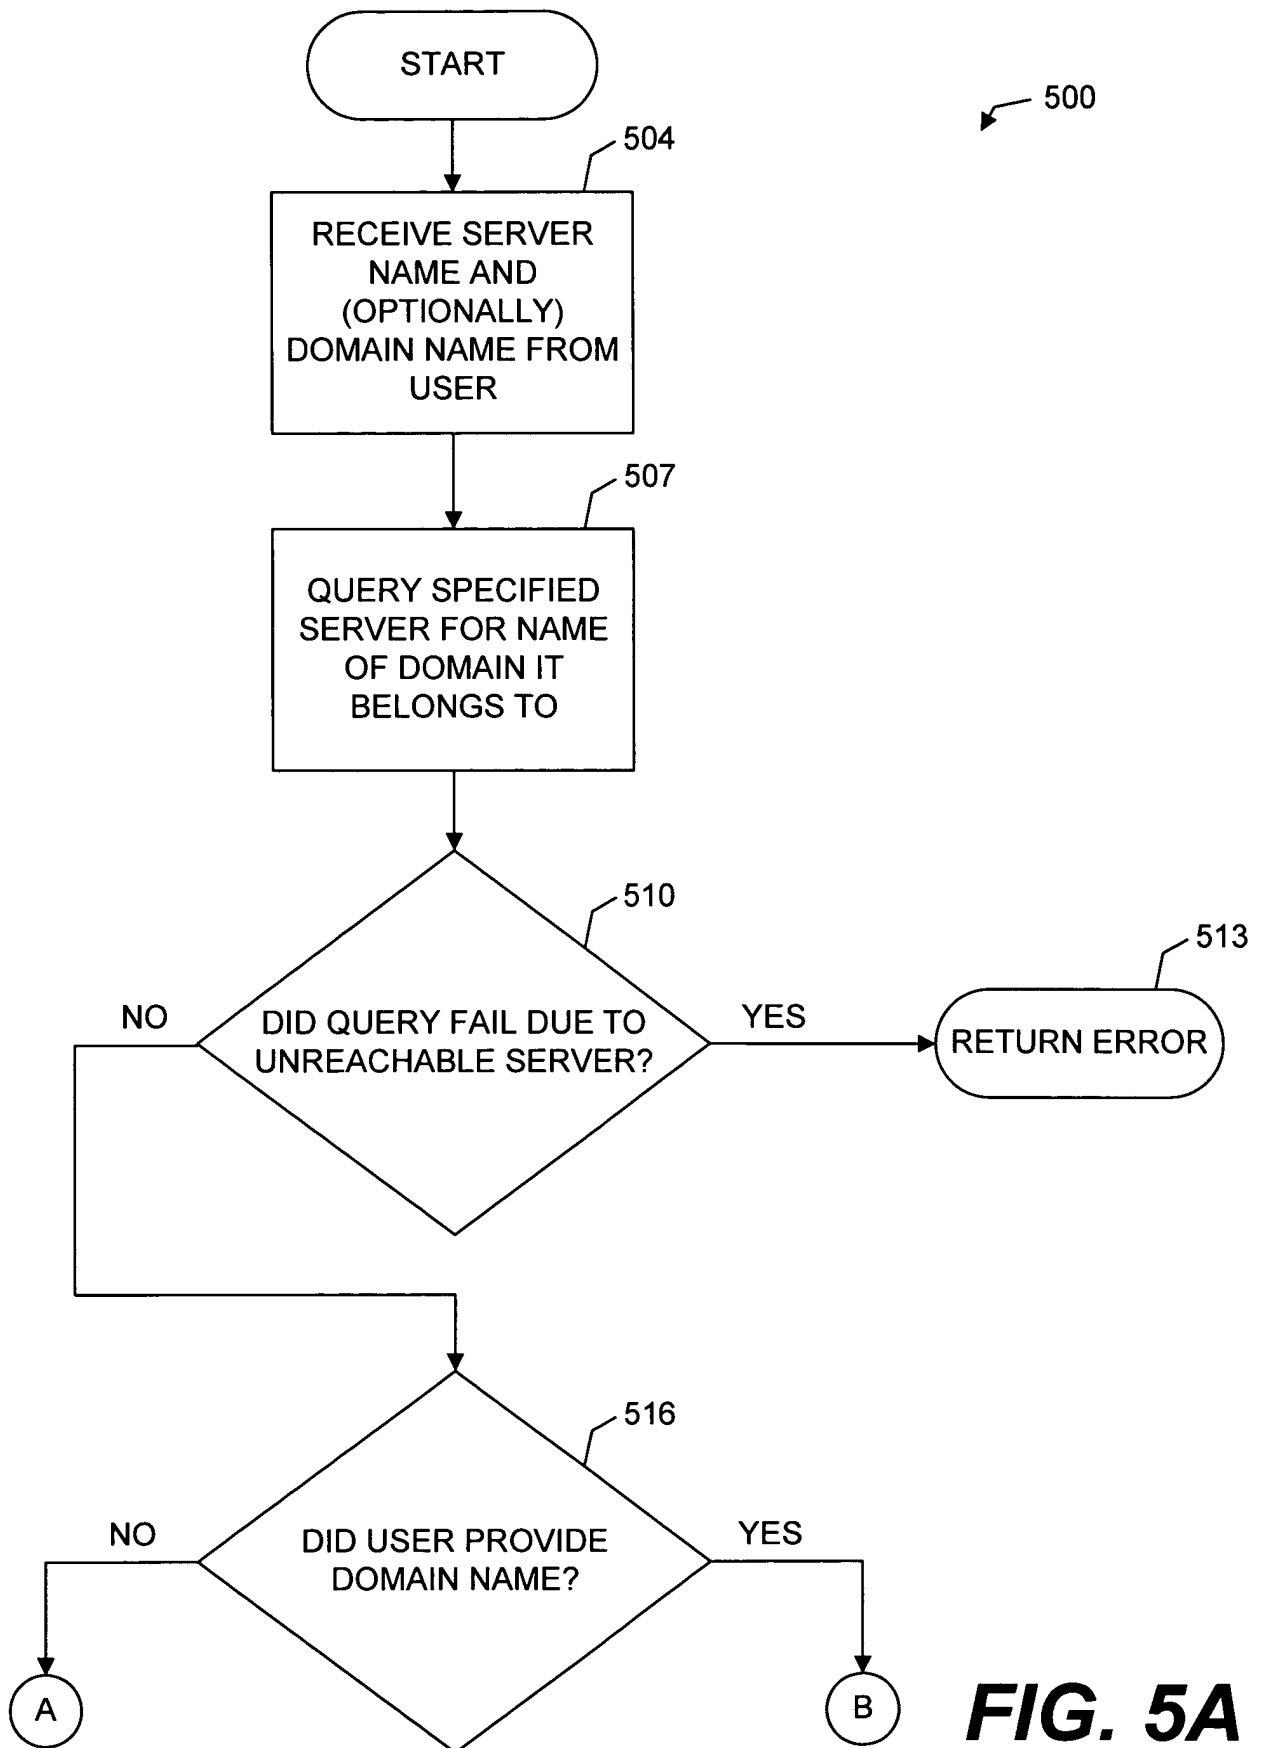 START
500
504
RECEIVE SERVER
NAME AND
(OPTIONALLY)
DOMAIN NAME FROM
USER
507
QUERY SPECIFIED
SERVER FOR NAME
OF DOMAIN IT
BELONGS TO
510
513
NO
DID QUERY FAIL DUE TO
UNREACHABLE SERVER?
YES
RETURN ERROR
516
NO
DID USER PROVIDE
DOMAIN NAME?
YES
A
B
FIG. 5A